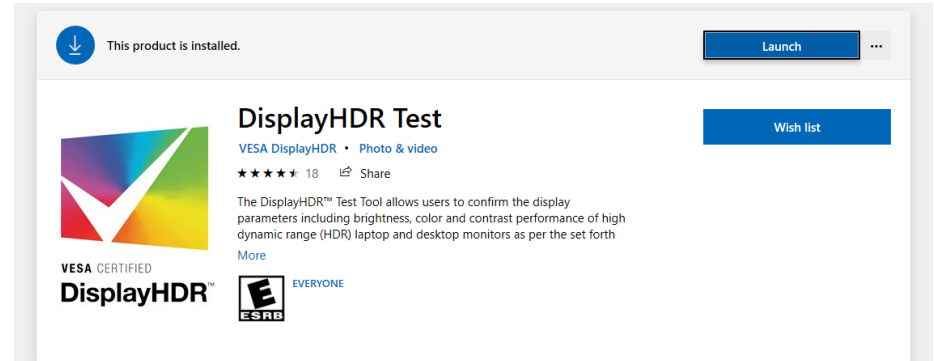 This product is installed.
Launch
...
DisplayHDR Test
VESA DisplayHDR • Photo & video
18 Share
The DisplayHDR™ Test Tool allows users to confirm the display
parameters including brightness, color and contrast performance of high
dynamic range (HDR) laptop and desktop monitors as per the set forth
More
Wish list
VESA CERTIFIED
DisplayHDR™
E
ESRB
EVERYONE